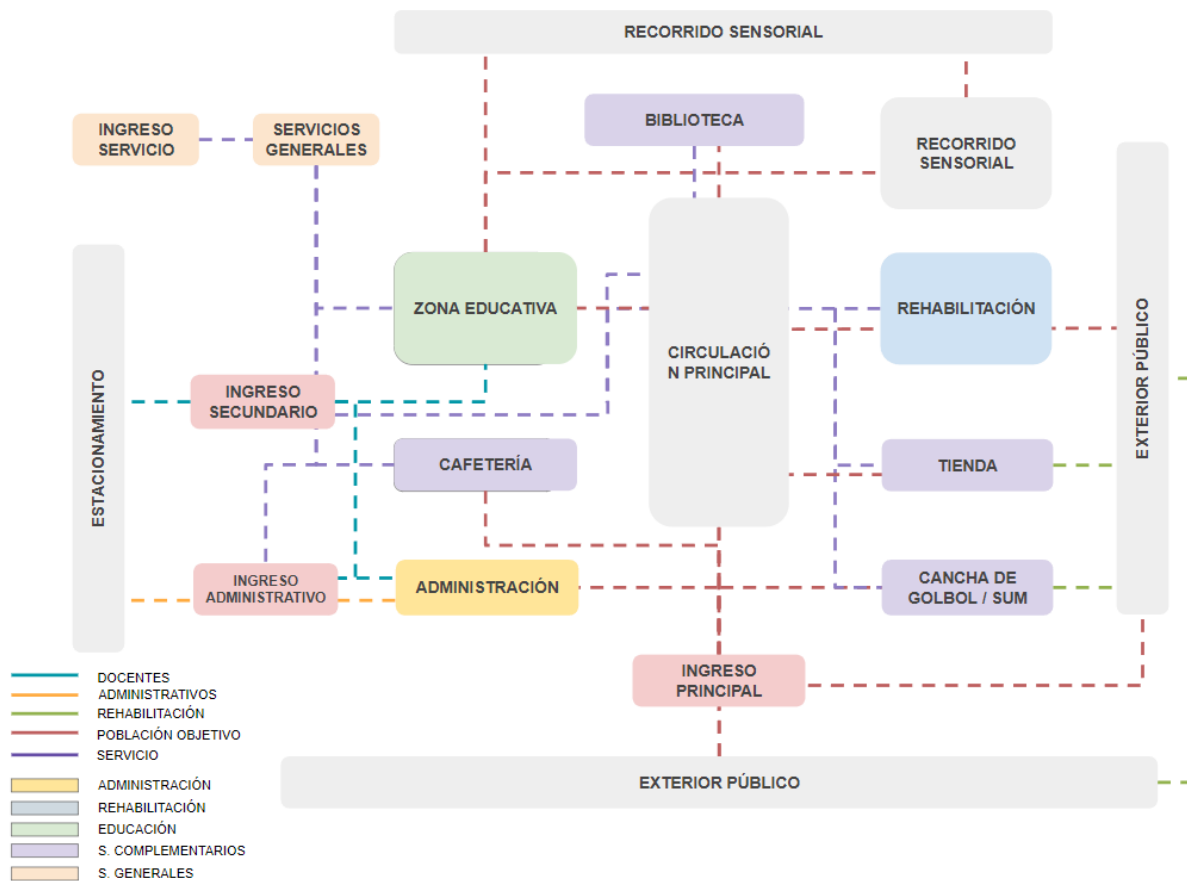 RECORRIDO SENSORIAL
BIBLIOTECA
INGRESO
SERVICIO
SERVICIOS
GENERALES
RECORRIDO
SENSORIAL
ZONA EDUCATIVA
REHABILITACIÓN
CIRCULACIÓ
N PRINCIPAL
EXTERIOR PÚBLICO
ESTACIONAMIENTO
INGRESO
SECUNDARIO
CAFETERÍA
TIENDA
INGRESO
ADMINISTRATIVO
ADMINISTRACIÓN
CANCHA DE
GOLBOL / SUM
INGRESO
PRINCIPAL
EXTERIOR PÚBLICO
DOCENTES
ADMINISTRATIVOS
REHABILITACIÓN
POBLACIÓN OBJETIVO
SERVICIO
ADMINISTRACIÓN
REHABILITACIÓN
EDUCACIÓN
S. COMPLEMENTARIOS
S. GENERALES